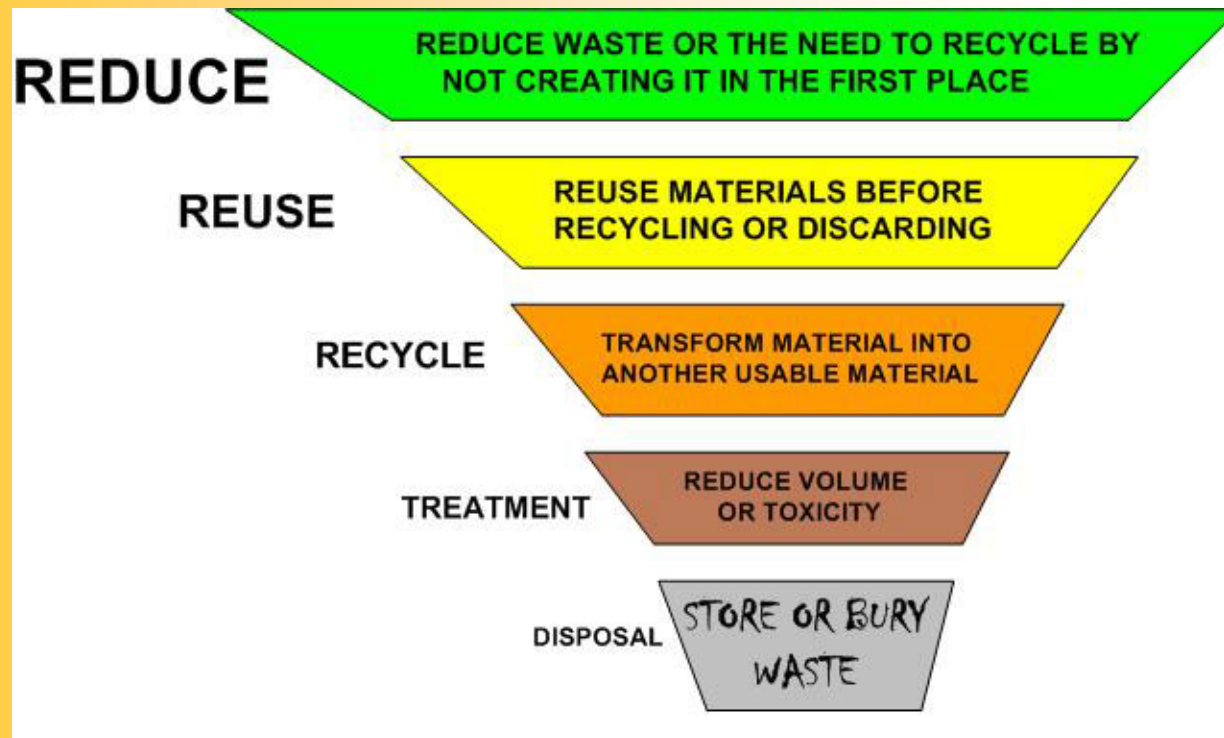 REDUCE
REDUCE WASTE OR THE NEED TO RECYCLE BY
NOT CREATING IT IN THE FIRST PLACE
REUSE
REUSE MATERIALS BEFORE
RECYCLING OR DISCARDING
RECYCLE
TRANSFORM MATERIAL INTO
ANOTHER USABLE MATERIAL
TREATMENT
REDUCE VOLUME
OR TOXICITY
DISPOSAL
STORE OR BURY
WASTE